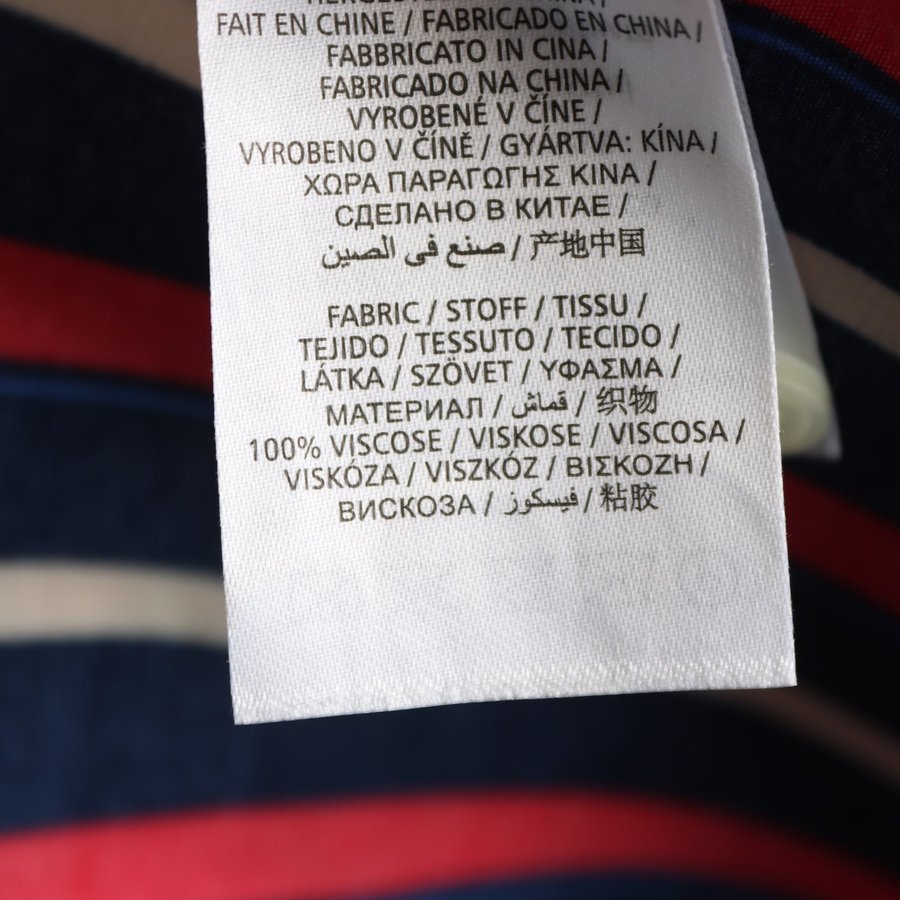 FAIT EN CHINE / FABRICADO EN CHINA /
FABBRICATO IN CINA /
FABRICADO NA CHINA /
VYROBENÉ V ČÍNE /
VYROBENO V ČÍNĚ / GYÁRTVA: KÍNA /
ΧΩΡΑ ΠΑΡΑΓΩΓΗΣ ΚΙΝΑ /
СДЕЛАНО В КИТАЕ /
صنع في الصين / 产地中国
FABRIC / STOFF / TISSU /
TEJIDO / TESSUTO / TECIDO /
LÁTKA / SZÖVET / ΥΦΑΣΜΑ /
МАТЕРИАЛ / قماش / 织物
100% VISCOSE / VISKOSE / VISCOSA /
VISKÓZA / VISZKÓZ / ΒΙΣΚΟΖΗ /
ВИСКОЗА / فيسكوز / 粘胶